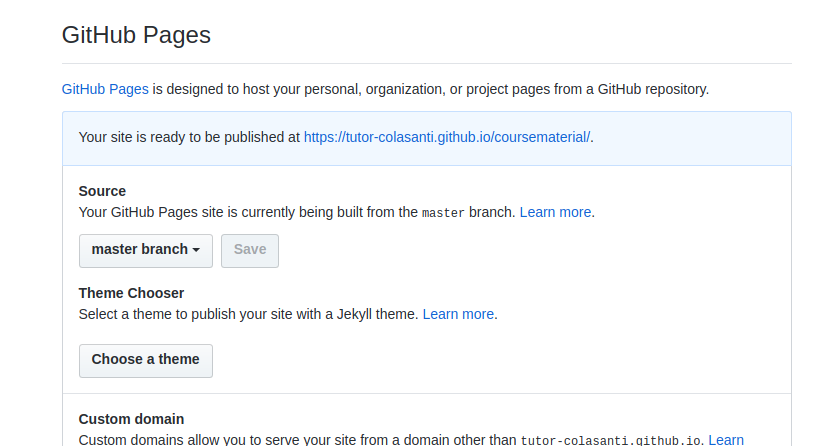 GitHub Pages
GitHub Pages is designed to host your personal, organization, or project pages from a GitHub repository.
Your site is ready to be published at https://tutor-colasanti.github.io/coursematerial/.
Source
Your GitHub Pages site is currently being built from the master branch. Learn more.
master branch
Save
Theme Chooser
Select a theme to publish your site with a Jekyll theme. Learn more.
Choose a theme
Custom domain
Custom domains allow you to serve your site from a domain other than tutor-colasanti.github.io. Learn